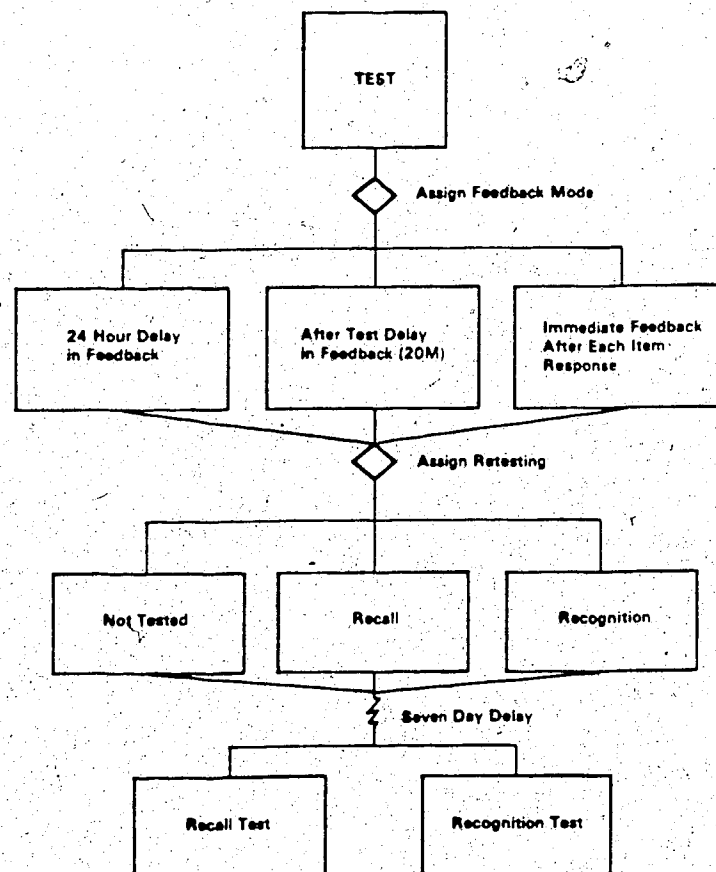 TEST
Assign Feedback Mode
24 Hour Delay
in Feedback
After Test Delay
in Feedback (20M)
Immediate Feedback
After Each Item
Response
Assign Retesting
Not Tested
Recall
Recognition
Seven Day Delay
Recall Test
Recognition Test